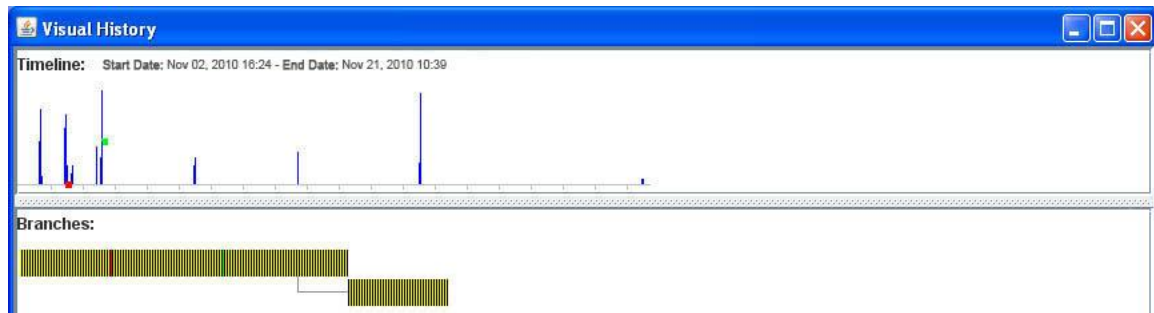 Visual History
Timeline: Start Date: Nov 02, 2010 16:24 - End Date: Nov 21, 2010 10:39
Branches: